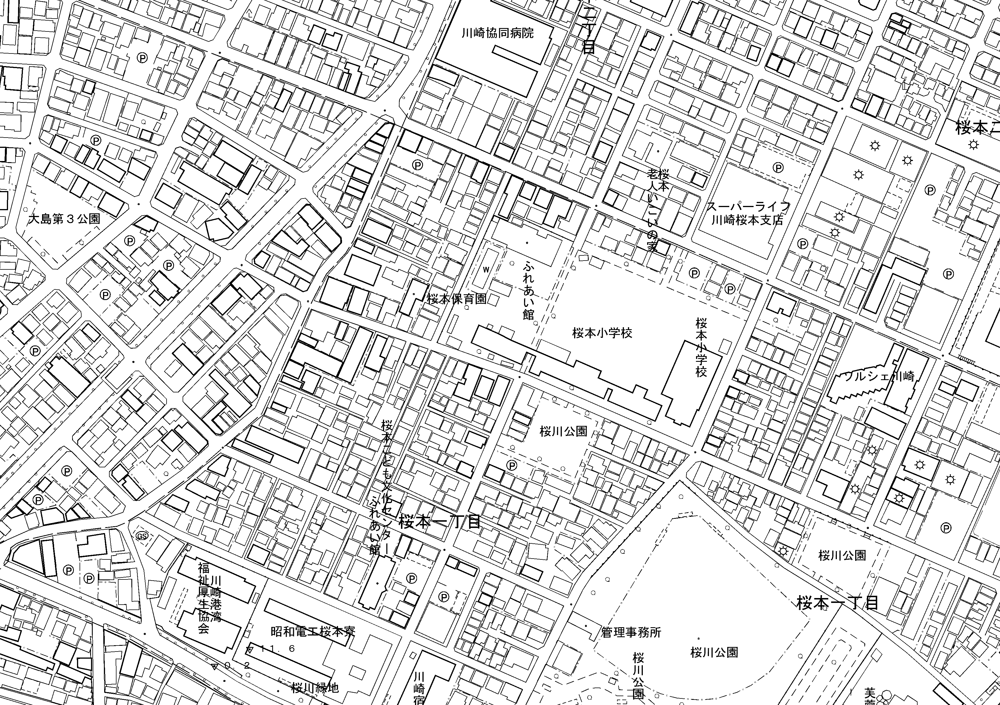 川崎協同病院
二丁目
桜本二
Ⓟ
Ⓟ
Ⓟ
Ⓟ
Ⓟ
桜本
老人いこいの家
スーパーライフ
川崎桜本支店
大島第3公園
Ⓟ
Ⓟ
Ⓟ
Ⓟ
Ⓟ
Ⓟ
Ⓟ
W
ふれあい館
桜本保育園
桜本小学校
桜本小学校
Ⓟ
ソルシェ川崎
桜川公園
桜本こども文化センター
ふれあい館
Ⓟ
Ⓟ
Ⓟ
桜本一丁目
GS
Ⓟ
桜川公園
Ⓟ
Ⓟ
Ⓟ
Ⓟ
川崎港湾
福祉厚生協会
桜本一丁目
昭和電工桜本寮
管理事務所
11.6
0.2
桜川公園
桜川公園
桜川緑地
川崎宿
芙蓉